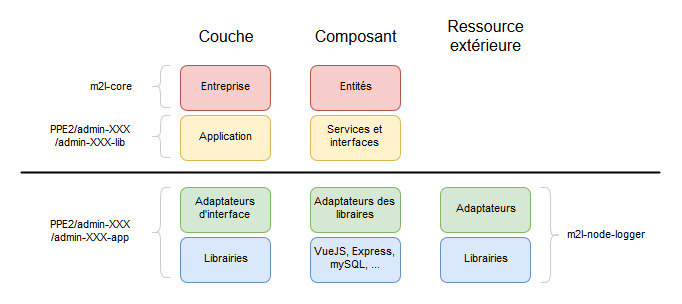 Couche
Composant
Ressource
extérieure
m2l-core
Entreprise
Entités
PPE2/admin-XXX
/admin-XXX-lib
Application
Services et
interfaces
PPE2/admin-XXX
/admin-XXX-app
Adaptateurs
d'interface
Adaptateurs des
libraires
Adaptateurs
Librairies
VueJS, Express,
mySQL, ...
Librairies
m2l-node-logger